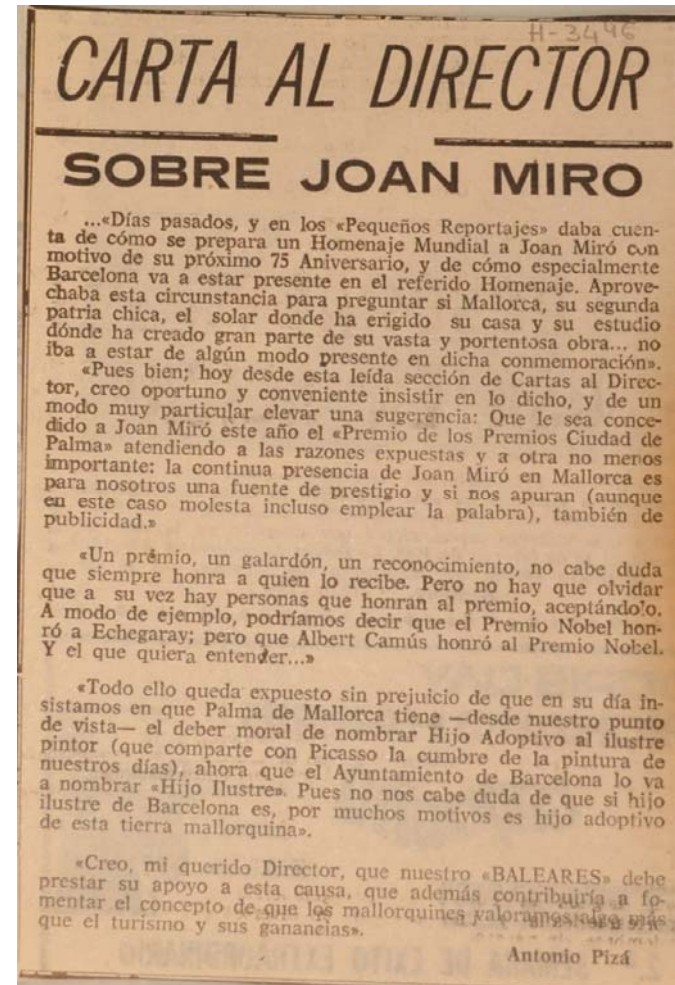 H-3496
CARTA AL DIRECTOR
SOBRE JOAN MIRO
...«Días pasados, y en los «Pequeños Reportajes» daba cuen-
ta de cómo se prepara un Homenaje Mundial a Joan Miró con
motivo de su próximo 75 Aniversario, y de cómo especialmente
Barcelona va a estar presente en el referido Homenaje. Aprove-
chaba esta circunstancia para preguntar si Mallorca, su segunda
patria chica, el solar donde ha erigido su casa y su estudio
dónde ha creado gran parte de su vasta y portentosa obra... no
iba a estar de algún modo presente en dicha conmemoración».
«Pues bien; hoy desde esta leída sección de Cartas al Direc-
tor, creo oportuno y conveniente insistir en lo dicho, y de un
modo muy particular elevar una sugerencia: Que le sea conce-
dido a Joan Miró este año el «Premio de los Premios Ciudad de
Palma» atendiendo a las razones expuestas y a otra no menos
importante: la continua presencia de Joan Miró en Mallorca es
para nosotros una fuente de prestigio y si nos apuran (aunque
en este caso molesta incluso emplear la palabra), también de
publicidad.»
«Un prémio, un galardón, un reconocimiento, no cabe duda
que siempre honra a quien lo recibe. Pero no hay que olvidar
que a su vez hay personas que honran al premio, aceptándolo.
A modo de ejemplo, podríamos decir que el Premio Nobel hon-
ró a Echegaray; pero que Albert Camús honró al Premio Nobel.
Y el que quiera entender...»
«Todo ello queda expuesto sin prejuicio de que en su día in-
sistamos en que Palma de Mallorca tiene —desde nuestro punto
de vista— el deber moral de nombrar Hijo Adoptivo al ilustre
pintor (que comparte con Picasso la cumbre de la pintura de
nuestros días), ahora que el Ayuntamiento de Barcelona lo va
a nombrar «Hijo Ilustre». Pues no nos cabe duda de que si hijo
ilustre de Barcelona es, por muchos motivos es hijo adoptivo
de esta tierra mallorquina».
«Creo, mi querido Director, que nuestro «BALEARES» debe
prestar su apoyo a esta causa, que además contribuiría a fo-
mentar el concepto de que los mallorquines valoramos algo más
que el turismo y sus ganancias».
Antonio Pizá